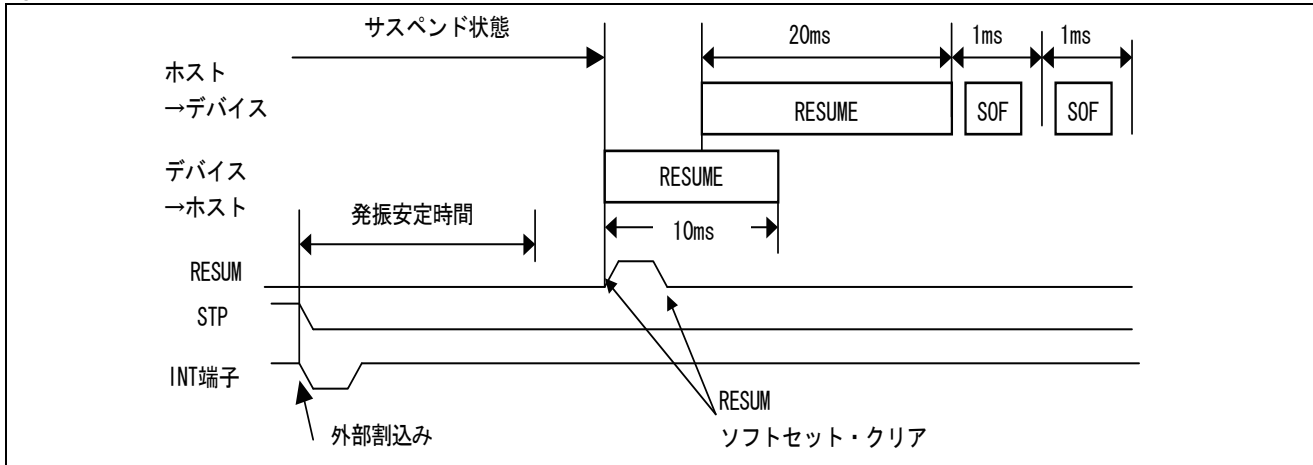 サスペンド状態
20ms
1ms
1ms
ホスト
→デバイス
RESUME
SOF
SOF
デバイス
→ホスト
RESUME
発振安定時間
10ms
RESUM
STP
INT端子
RESUM
ソフトセット・クリア
外部割込み